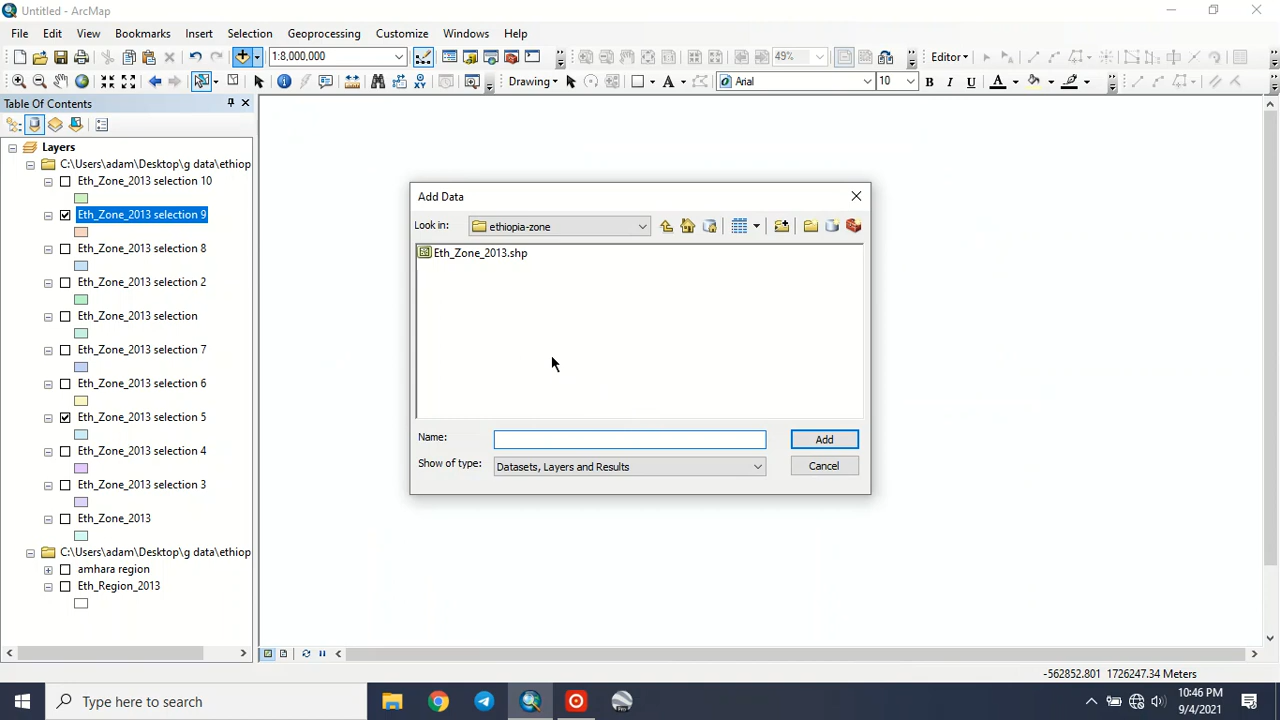 Untitled - ArcMap
File Edit View Bookmarks Insert Selection Geoprocessing Customize Windows Help
1:8,000,000
49%
Editor
Drawing
Arial
10
B I U A
Table Of Contents
Layers
C:\Users\adam\Desktop\g data\ethiop
Eth_Zone_2013 selection 10
Eth_Zone_2013 selection 9
Eth_Zone_2013 selection 8
Eth_Zone_2013 selection 2
Eth_Zone_2013 selection
Eth_Zone_2013 selection 7
Eth_Zone_2013 selection 6
Eth_Zone_2013 selection 5
Eth_Zone_2013 selection 4
Eth_Zone_2013 selection 3
Eth_Zone_2013
C:\Users\adam\Desktop\g data\ethiop
amhara region
Eth_Region_2013
Add Data
Look in: ethiopia-zone
Eth_Zone_2013.shp
Name:
Add
Show of type: Datasets, Layers and Results
Cancel
-562852.801 1726247.34 Meters
Type here to search
10:46 PM
9/4/2021